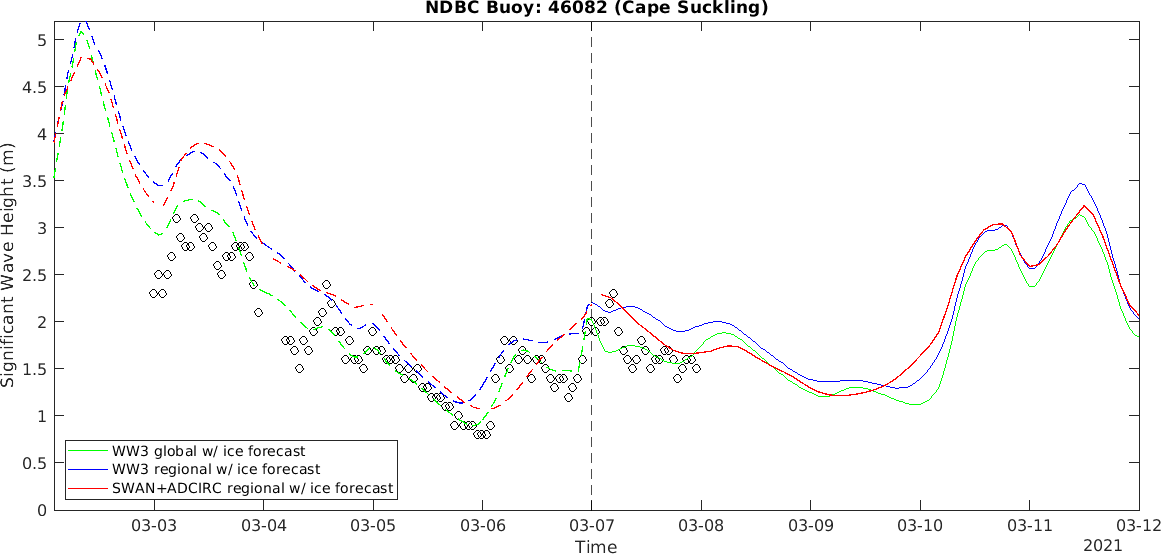 NDBC Buoy: 46082 (Cape Suckling)
Significant Wave Height (m)
5
4.5
4
3.5
3
2.5
2
1.5
1
0.5
0
WW3 global w/ ice forecast
WW3 regional w/ ice forecast
SWAN+ADCIRC regional w/ ice forecast
03-03 03-04 03-05 03-06 03-07 03-08 03-09 03-10 03-11 03-12
Time
2021